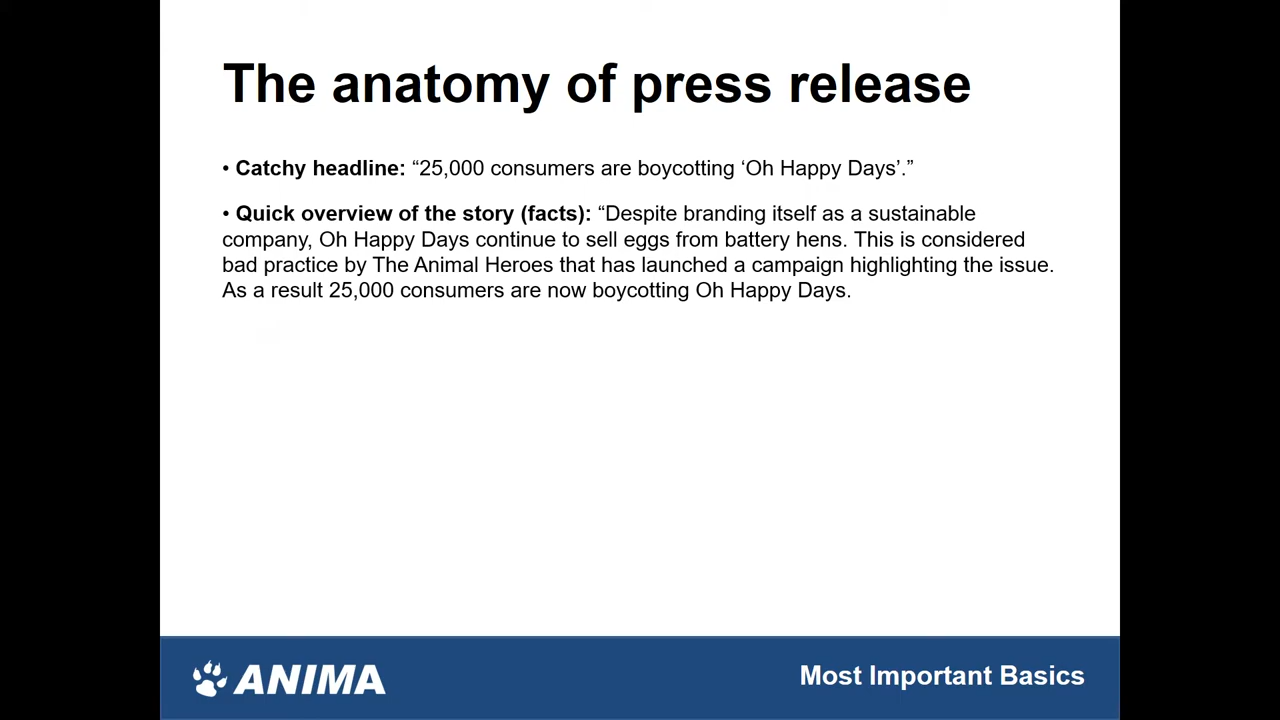 The anatomy of press release
• Catchy headline: “25,000 consumers are boycotting ‘Oh Happy Days’.”
• Quick overview of the story (facts): “Despite branding itself as a sustainable
company, Oh Happy Days continue to sell eggs from battery hens. This is considered
bad practice by The Animal Heroes that has launched a campaign highlighting the issue.
As a result 25,000 consumers are now boycotting Oh Happy Days.
ANIMA
Most Important Basics